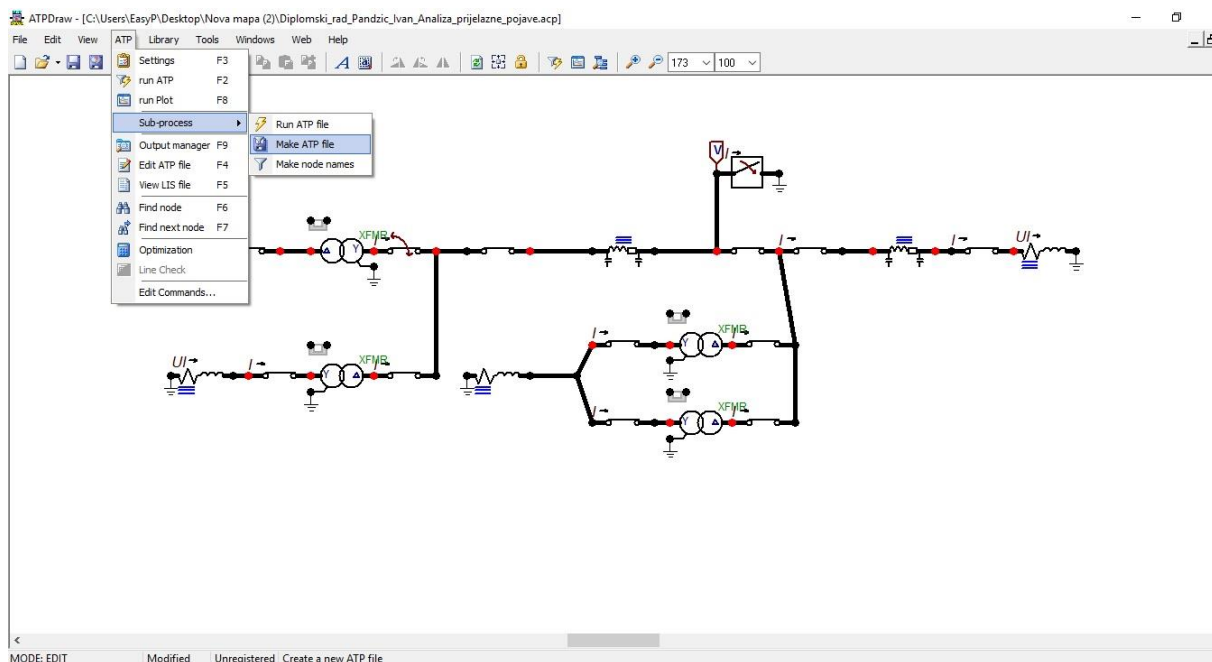 ATPDraw - [C:\Users\EasyP\Desktop\Nova mapa (2)\Diplomski_rad_Pandzic_Ivan_Analiza_prijelazne_pojave.acp]
File Edit View ATP Library Tools Windows Web Help
173 100
Settings F3
run ATP F2
run Plot F8
Sub-process
Run ATP file
Make ATP file
Make node names
Output manager F9
Edit ATP file F4
View LIS file F5
Find node F6
Find next node F7
Optimization
Line Check
Edit Commands...
V I
XFMR I Y I I UI
I XFMR I Y
UI I XFMR I Y
I XFMR I Y
MODE: EDIT Modified Unregistered Create a new ATP file